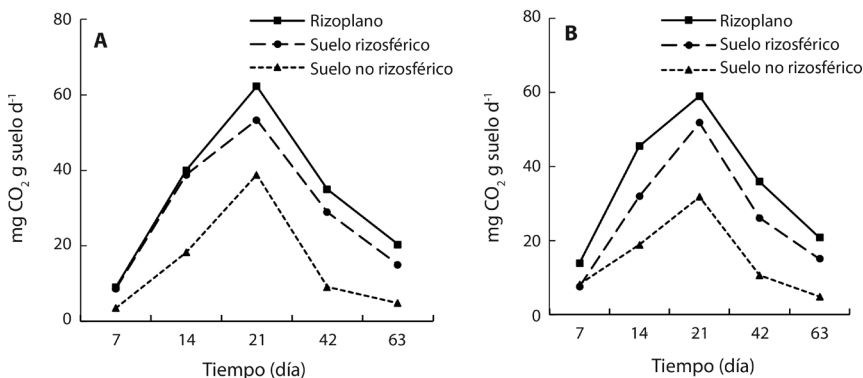 A
Rizoplano
Suelo rizosférico
Suelo no rizosférico
mg CO₂ g suelo d⁻¹
80
60
40
20
0
7 14 21 42 63
Tiempo (día)
B
Rizoplano
Suelo rizosférico
Suelo no rizosférico
mg CO₂ g suelo d⁻¹
80
60
40
20
0
7 14 21 42 63
Tiempo (día)